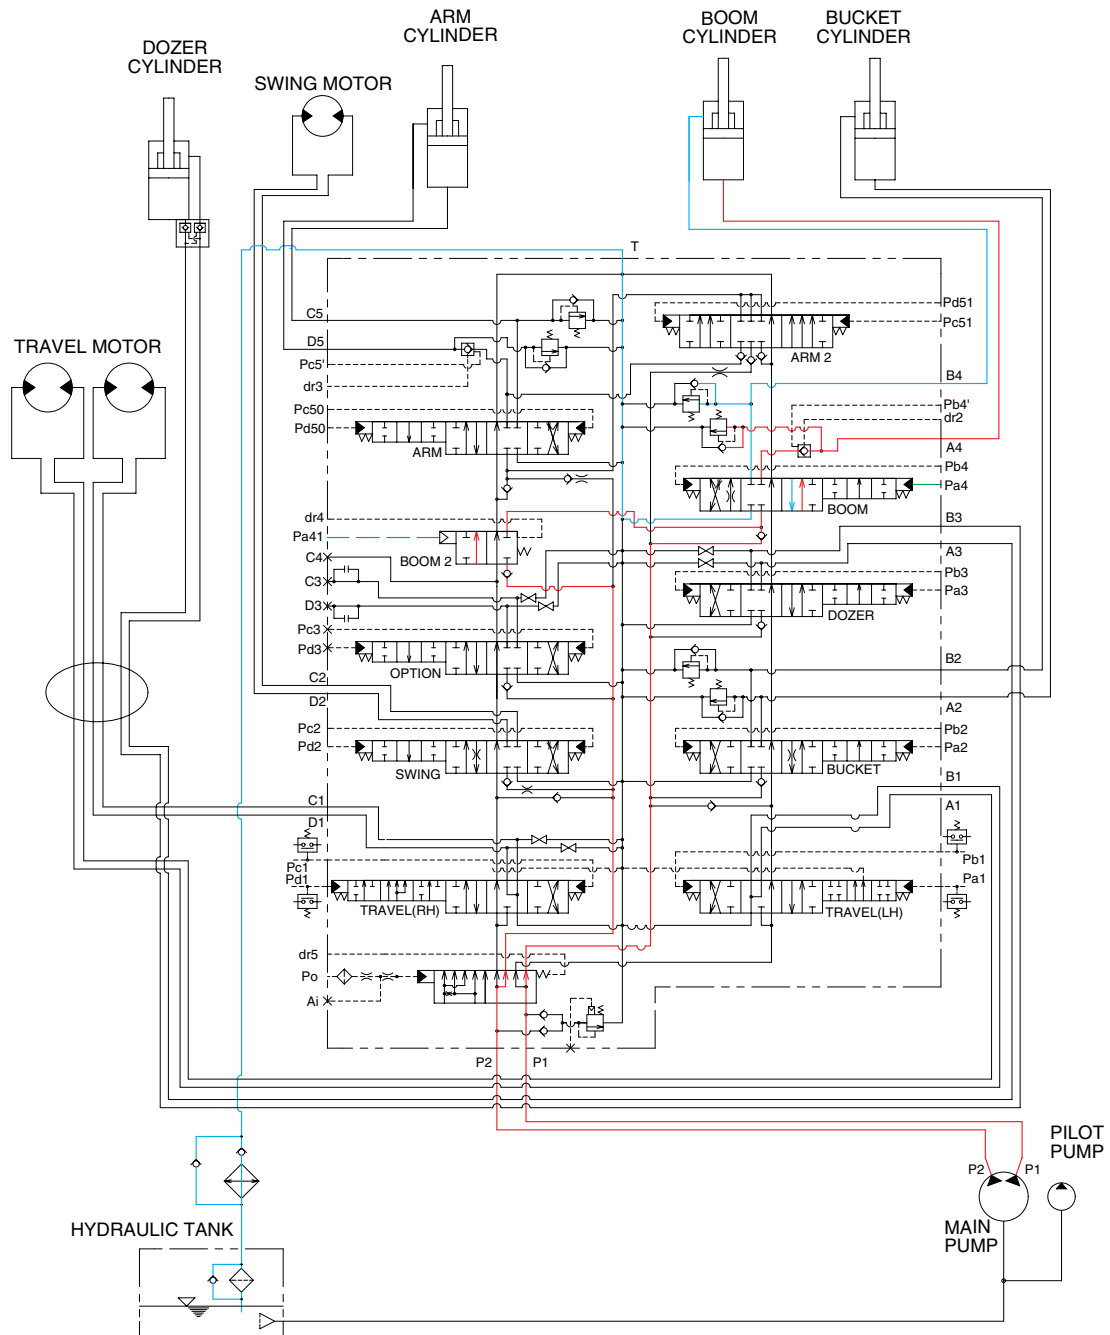 ARM
CYLINDER
BOOM
CYLINDER
BUCKET
CYLINDER
DOZER
CYLINDER
SWING MOTOR
T
Pd51
C5
Pc51
D5
TRAVEL MOTOR
ARM 2
Pc5'
B4
dr3
Pb4'
Pc50
dr2
Pd50
A4
ARM
Pb4
Pa4
BOOM
dr4
B3
Pa41
BOOM 2
C4
A3
C3
Pb3
Pa3
D3
DOZER
Pc3
Pd3
B2
OPTION
C2
D2
A2
Pc2
Pb2
Pd2
Pa2
SWING
BUCKET
B1
C1
A1
D1
Pb1
Pc1
Pa1
Pd1
TRAVEL(RH)
TRAVEL(LH)
dr5
Po
Ai
P2
P1
PILOT
PUMP
P2
P1
HYDRAULIC TANK
MAIN
PUMP